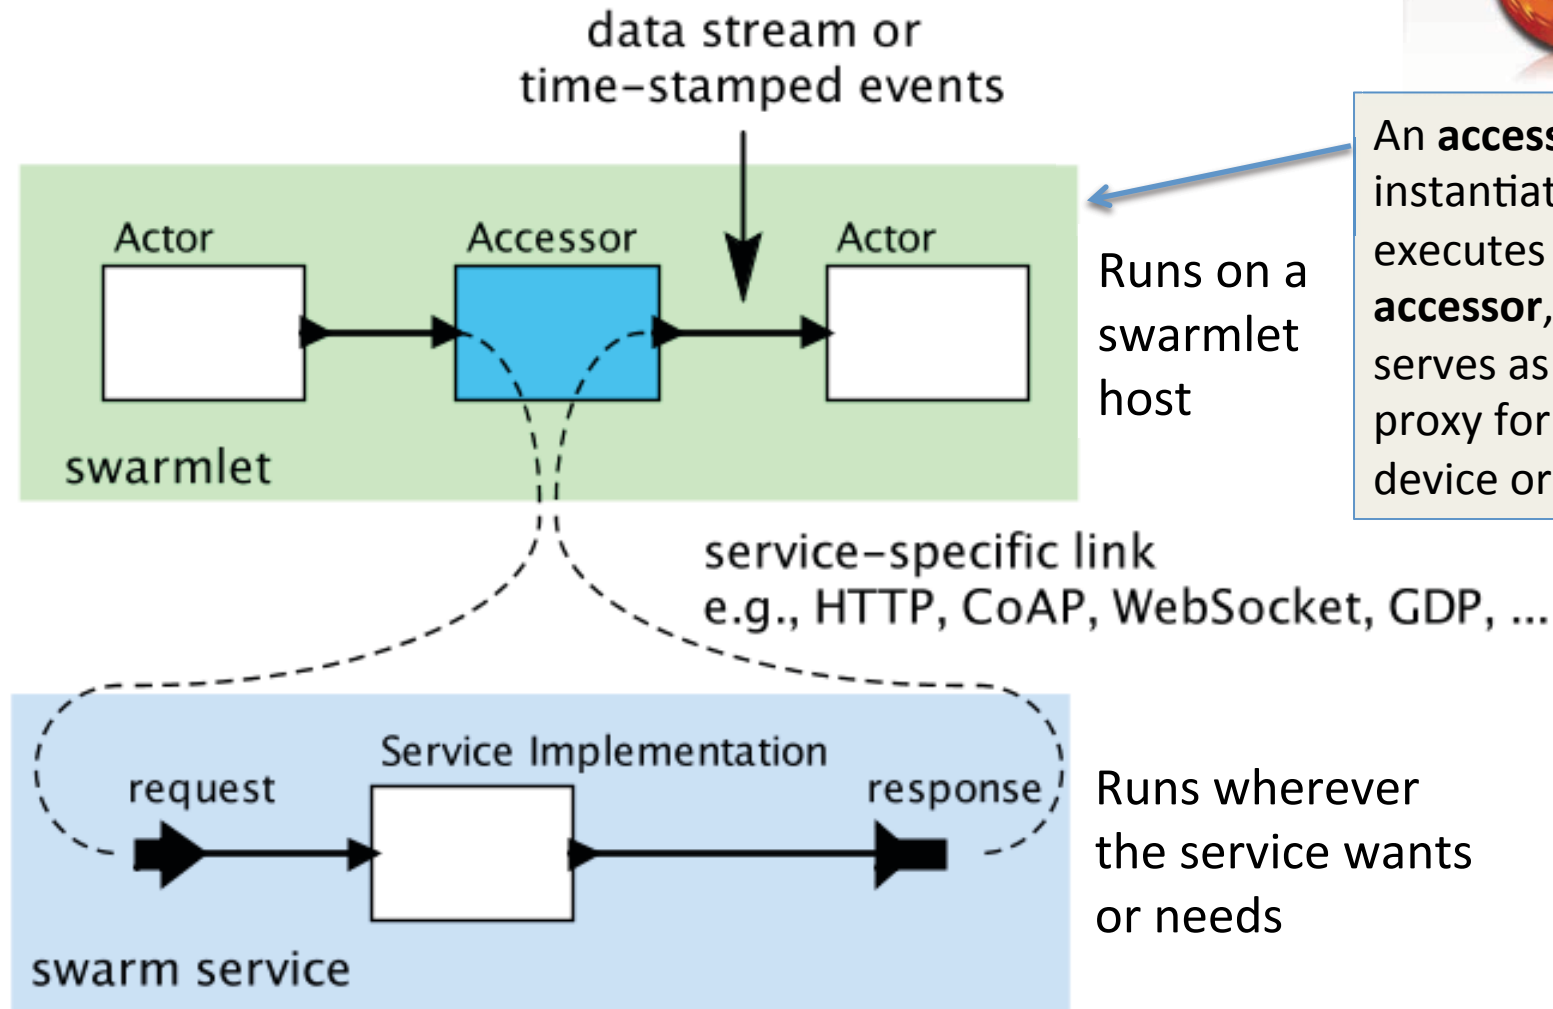 data stream or
time-stamped events
Actor
Accessor
Actor
swarmlet
Runs on a
swarmlet
host
An
instantiat
executes
accessor,
serves as
proxy for
device or
service-specific link
e.g., HTTP, CoAP, WebSocket, GDP, ...
Service Implementation
request
response
swarm service
Runs wherever
the service wants
or needs